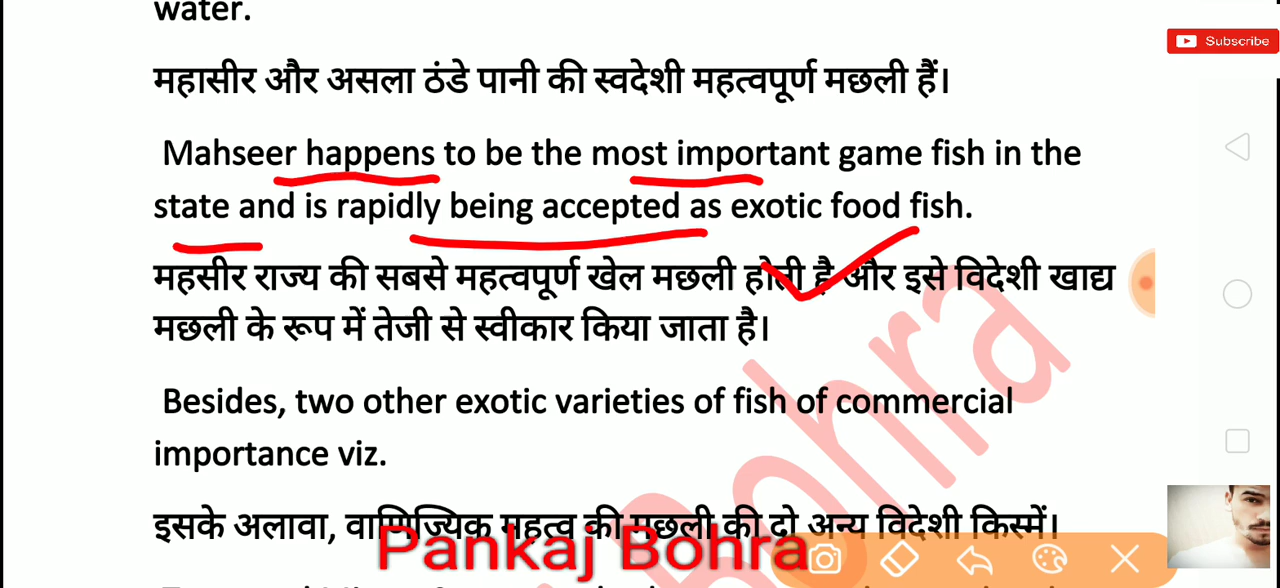 water.
Subscribe
महासीर और असला ठंडे पानी की स्वदेशी महत्वपूर्ण मछली हैं।
Mahseer happens to be the most important game fish in the
state and is rapidly being accepted as exotic food fish.
महसीर राज्य की सबसे महत्वपूर्ण खेल मछली होती है और इसे विदेशी खाद्य
मछली के रूप में तेजी से स्वीकार किया जाता है।
Besides, two other exotic varieties of fish of commercial
importance viz.
इसके अलावा, वाणिज्यिक महत्व की मछली की दो अन्य विदेशी किस्में।
Pankaj Bohra
Bohra